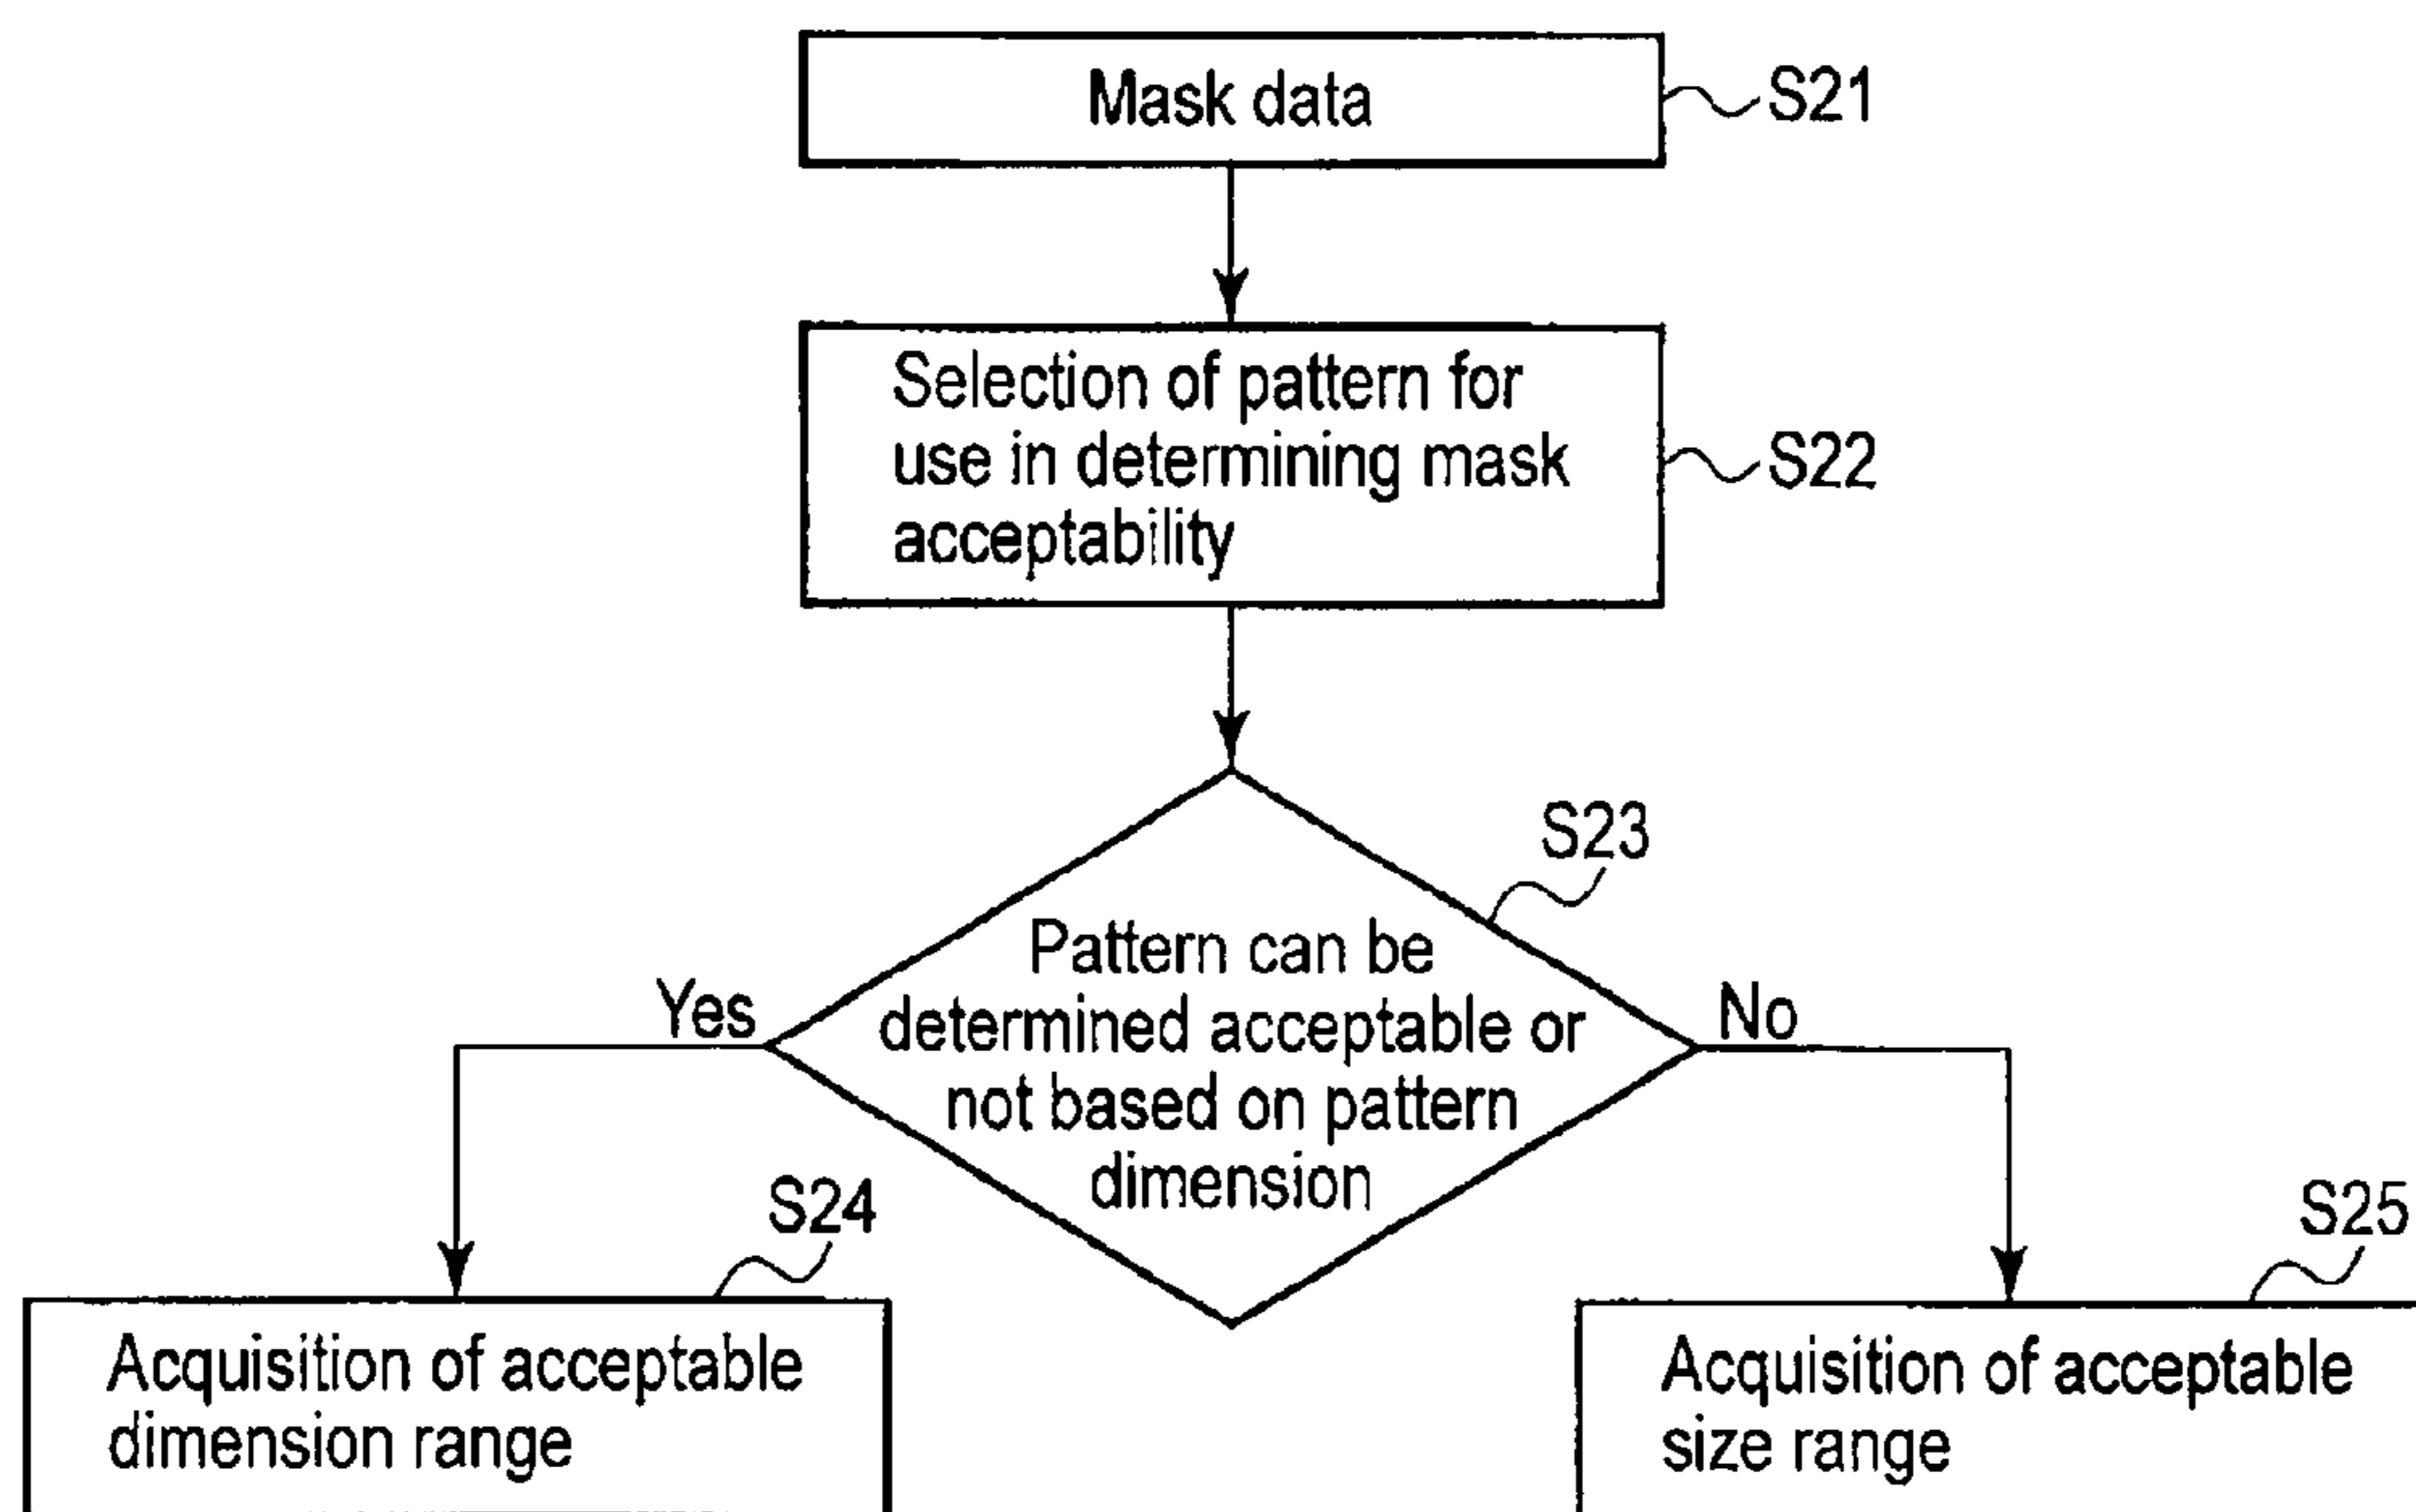 Mask data
S21
Selection of pattern for
use in determining mask
acceptability
S22
S23
Pattern can be
determined acceptable or
not based on pattern
dimension
Yes
No
S24
S25
Acquisition of acceptable
dimension range
Acquisition of acceptable
size range